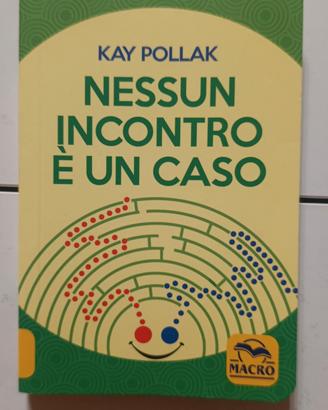 KAY POLLAK
NESSUN
INCONTRO
È UN CASO
MACRO